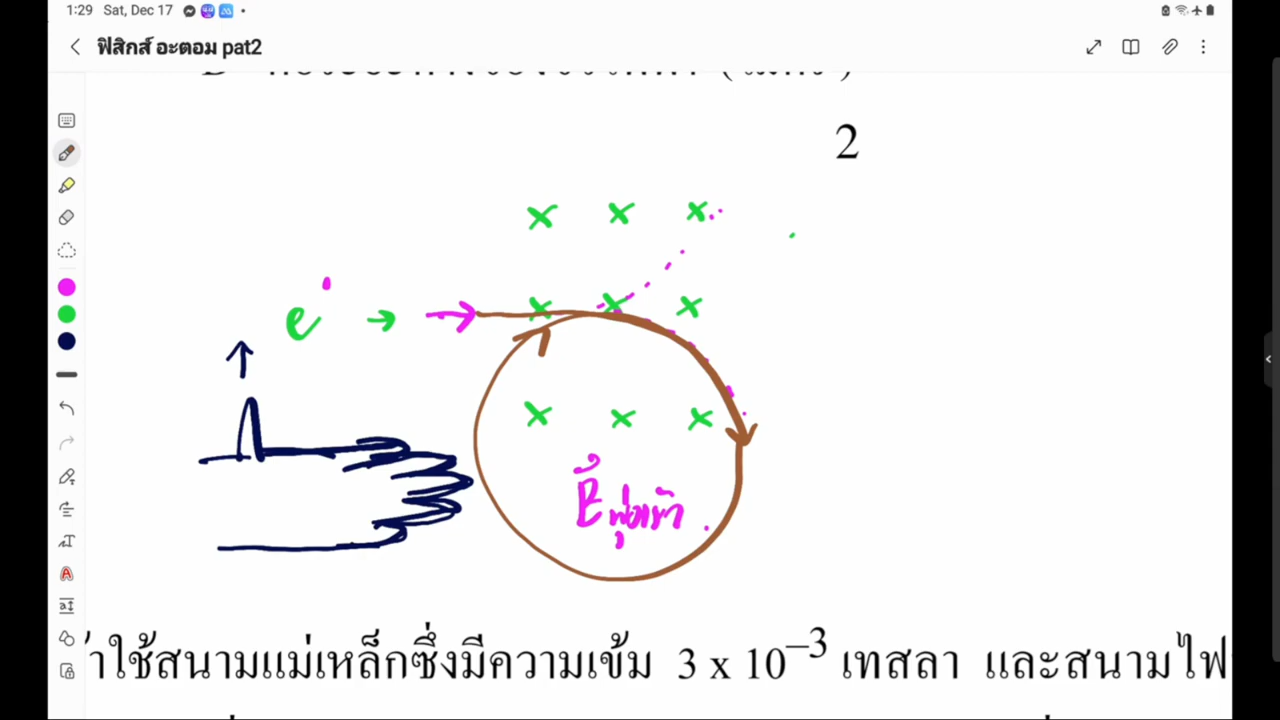 1:29 Sat, Dec 17
ฟิสิกส์ อะตอม pat2
2
x x x
e
x x x
x x x
B พุ่งเข้า
าใช้สนามแม่เหล็กซึ่งมีความเข้ม 3 x 10⁻³ เทสลา และสนามไฟ